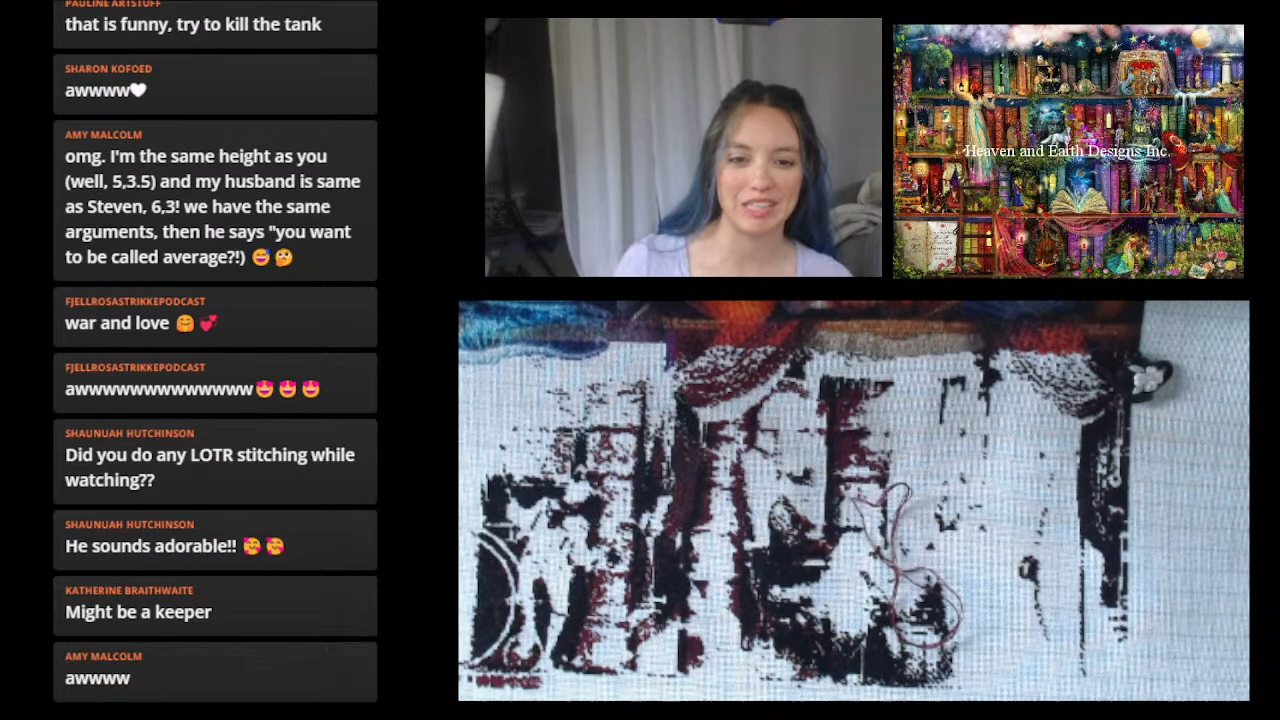 PAULINE ARTSTUFF
that is funny, try to kill the tank
SHARON KOFOED
awwww🤍
AMY MALCOLM
omg. I'm the same height as you
(well, 5,3.5) and my husband is same
as Steven, 6,3! we have the same
arguments, then he says "you want
to be called average?!) 😅 🤔
FJELLROSASTRIKKEPODCAST
war and love 🤗 💞
FJELLROSASTRIKKEPODCAST
awwwwwwwwwwwww🤩 🤩 🤩
SHAUNUAH HUTCHINSON
Did you do any LOTR stitching while
watching??
SHAUNUAH HUTCHINSON
He sounds adorable!! 🥰 🥰
KATHERINE BRAITHWAITE
Might be a keeper
AMY MALCOLM
awwww
Heaven and Earth Designs Inc.